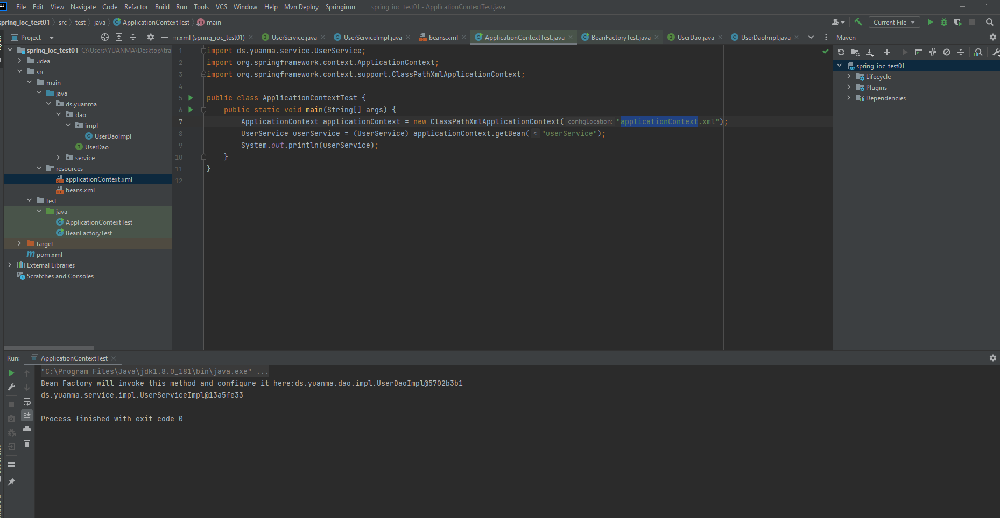 File Edit View Navigate Code Refactor Build Run Tools VCS Window Help Mvn Deploy Springirun spring_ioc_test01 - ApplicationContextTest.java
spring_ioc_test01 src test java ApplicationContextTest main
Current File
Project
m.xml (spring_ioc_test01) UserService.java UserServiceImpl.java beans.xml ApplicationContextTest.java BeanFactoryTest.java UserDao.java UserDaoImpl.java
Maven
spring_ioc_test01 C:\Users\YUANMA\Desktop\tra
.idea
src
main
java
ds.yuanma
dao
impl
UserDaoImpl
UserDao
service
resources
applicationContext.xml
beans.xml
test
java
ApplicationContextTest
BeanFactoryTest
target
pom.xml
External Libraries
Scratches and Consoles
1 import ds.yuanma.service.UserService;
2 import org.springframework.context.ApplicationContext;
3 import org.springframework.context.support.ClassPathXmlApplicationContext;
4
5 public class ApplicationContextTest {
6 public static void main(String[] args) {
7 ApplicationContext applicationContext = new ClassPathXmlApplicationContext( configLocation: "applicationContext.xml");
8 UserService userService = (UserService) applicationContext.getBean( s: "userService");
9 System.out.println(userService);
10 }
11 }
12
spring_ioc_test01
Lifecycle
Plugins
Dependencies
Run: ApplicationContextTest
"C:\Program Files\Java\jdk1.8.0_181\bin\java.exe" ...
Bean Factory will invoke this method and configure it here:ds.yuanma.dao.impl.UserDaoImpl@5702b3b1
ds.yuanma.service.impl.UserServiceImpl@13a5fe33
Process finished with exit code 0